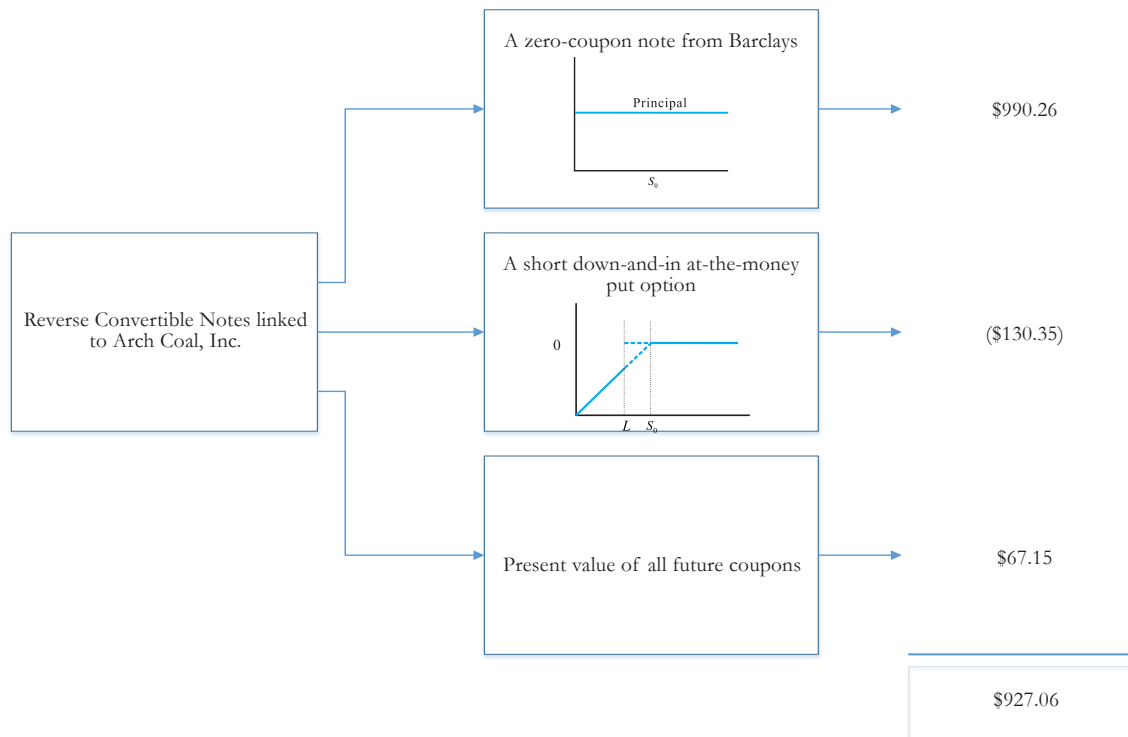 A zero-coupon note from Barclays
Principal
S₀
$990.26
Reverse Convertible Notes linked
to Arch Coal, Inc.
A short down-and-in at-the-money
put option
0
L S₀
($130.35)
Present value of all future coupons
$67.15
$927.06